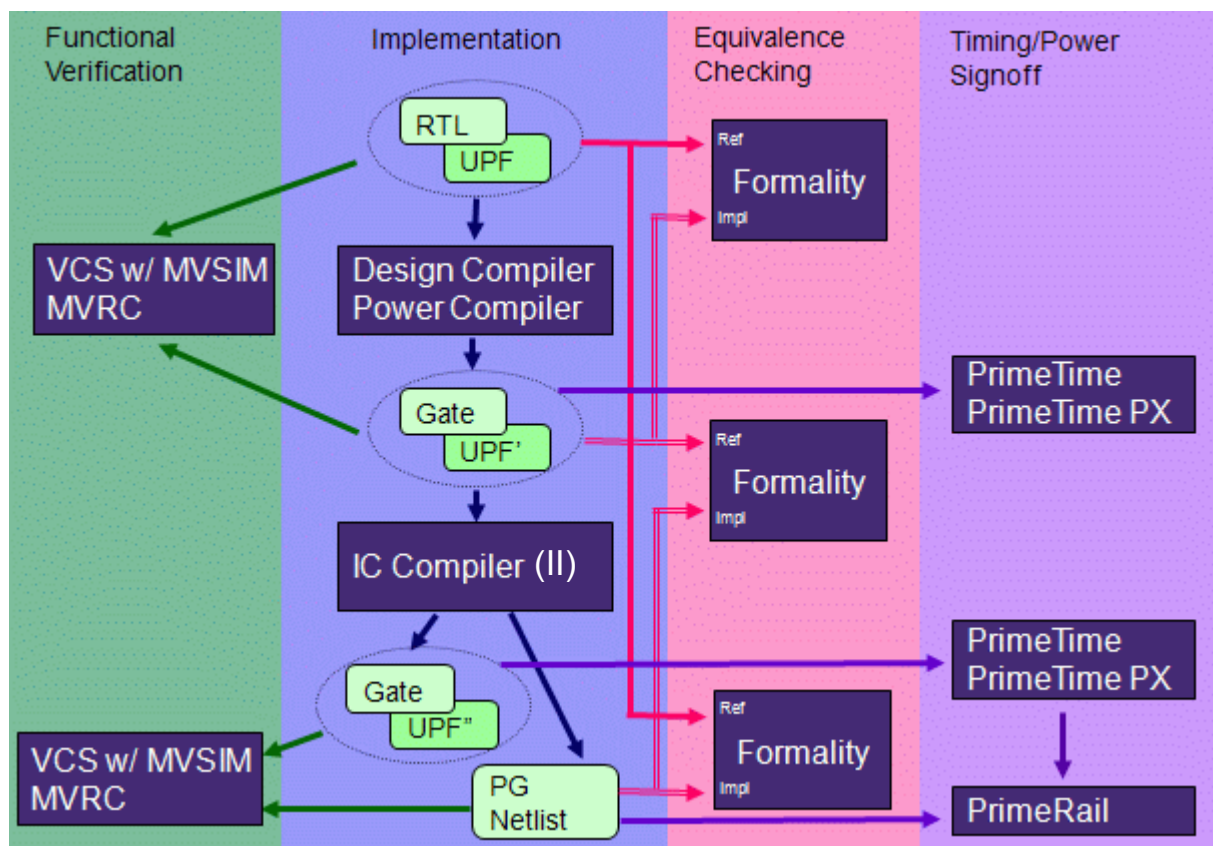 Functional
Verification
Implementation
Equivalence
Checking
Timing/Power
Signoff
RTL
UPF
Ref
Formality
Impl
VCS w/ MVSIM
MVRC
Design Compiler
Power Compiler
Gate
UPF’
PrimeTime
PrimeTime PX
Ref
Formality
Impl
IC Compiler (II)
Gate
UPF”
PrimeTime
PrimeTime PX
Ref
Formality
Impl
VCS w/ MVSIM
MVRC
PG
Netlist
PrimeRail